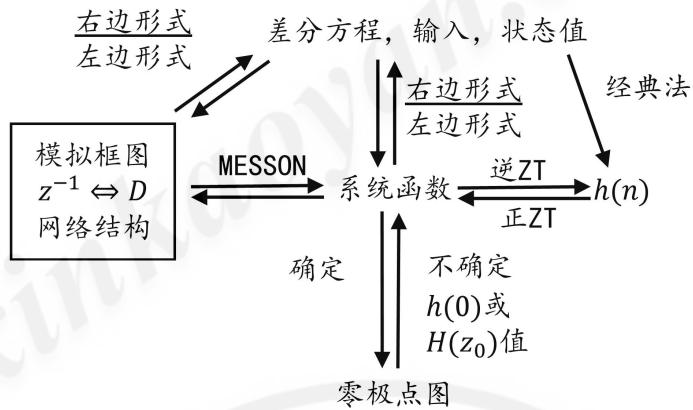 右边形式
左边形式
差分方程，输入，状态值
右边形式
左边形式
经典法
模拟框图
z⁻¹ ⇔ D
网络结构
MESSON
系统函数
逆ZT
正ZT
h(n)
确定
不确定
h(0)或
H(z₀)值
零极点图